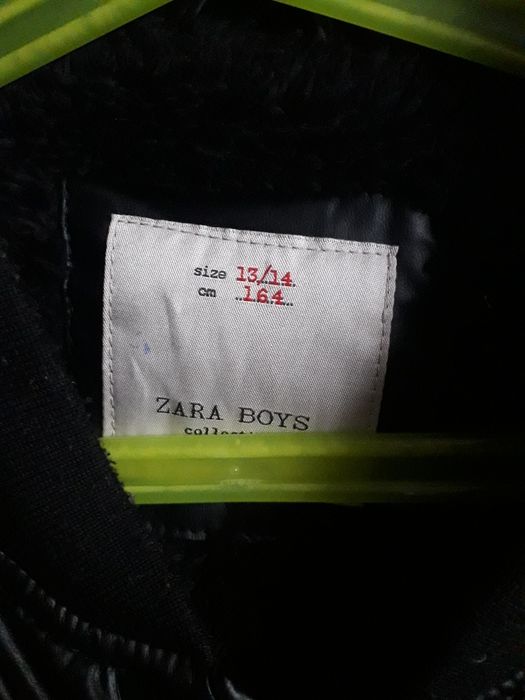 size 13/14
cm ..164..
ZARA BOYS